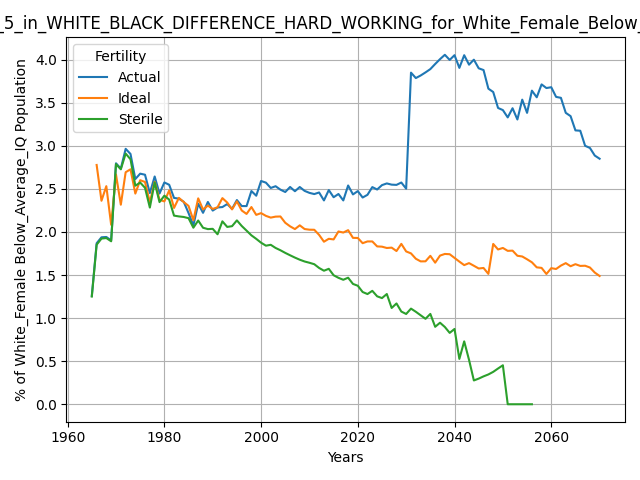 _5_in_WHITE_BLACK_DIFFERENCE_HARD_WORKING_for_White_Female_Below_
% of White_Female Below_Average_IQ Population
4.0
3.5
3.0
2.5
2.0
1.5
1.0
0.5
0.0
Fertility
Actual
Ideal
Sterile
1960
1980
2000
2020
2040
2060
Years